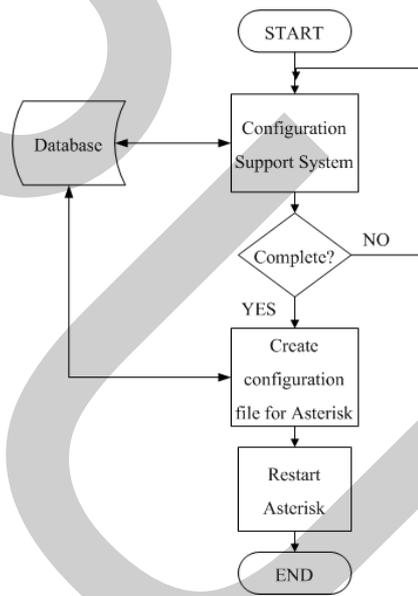 START
Configuration
Support System
Database
Complete?
NO
YES
Create
configuration
file for Asterisk
Restart
Asterisk
END